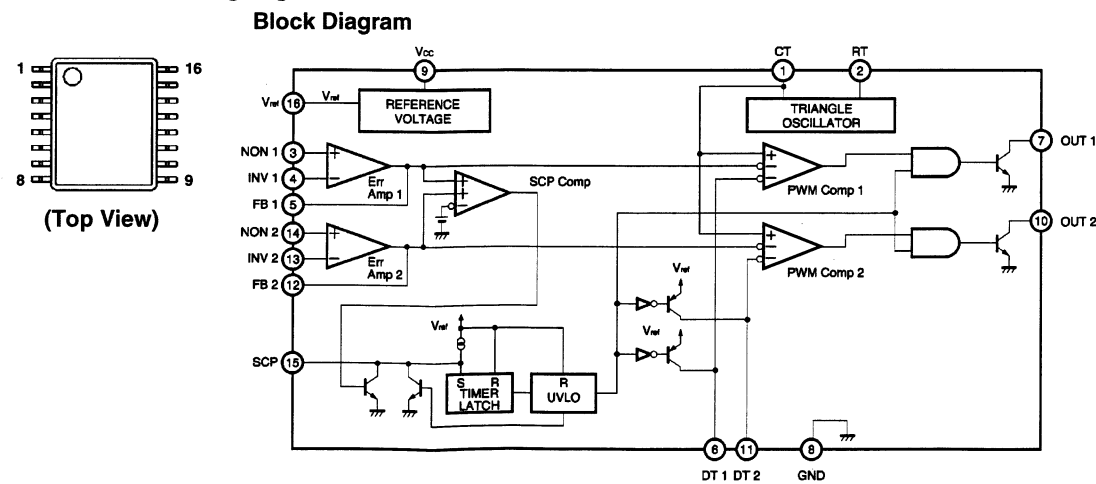 Block Diagram
1
16
8
9
(Top View)
Vcc
9
CT
1
RT
2
Vref
16
Vref
REFERENCE
VOLTAGE
TRIANGLE
OSCILLATOR
NON 1
3
+
INV 1
4
−
Err
Amp 1
FB 1
5
SCP Comp
+
+
−
+
−
−
PWM Comp 1
7
OUT 1
NON 2
14
+
INV 2
13
−
Err
Amp 2
FB 2
12
+
−
−
PWM Comp 2
10
OUT 2
Vref
Vref
Vref
SCP
15
S R
TIMER
LATCH
R
UVLO
6
11
8
DT 1
DT 2
GND